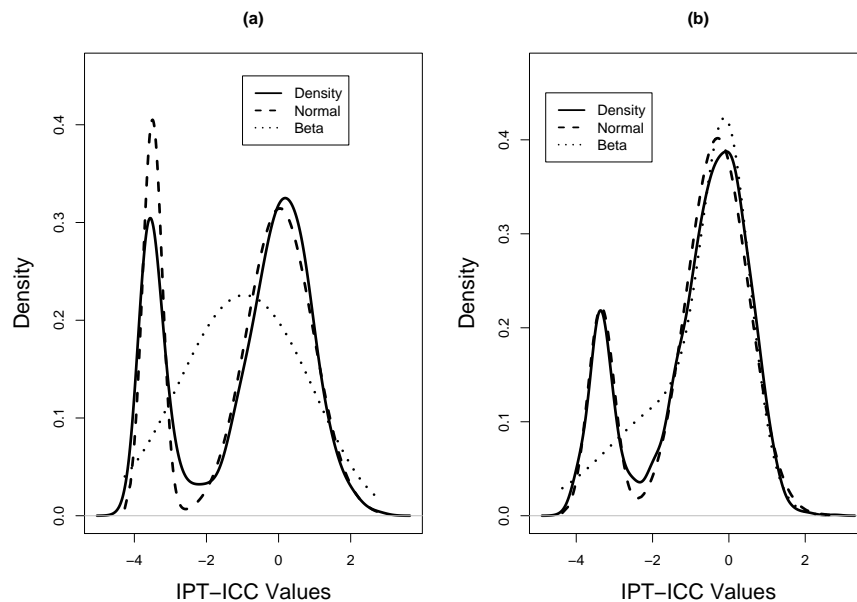 (a)
Density
Normal
Beta
0.4
0.3
0.2
0.1
0.0
Density
−4 −2 0 2
IPT−ICC Values
(b)
Density
Normal
Beta
0.4
0.3
0.2
0.1
0.0
Density
−4 −2 0 2
IPT−ICC Values